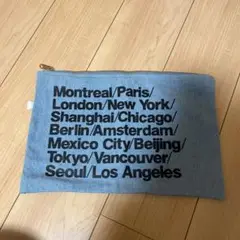 Montreal/Paris/
London/New York/
Shanghai/Chicago/
Berlin/Amsterdam/
Mexico City/Beijing/
Tokyo/Vancouver/
Seoul/Los Angeles